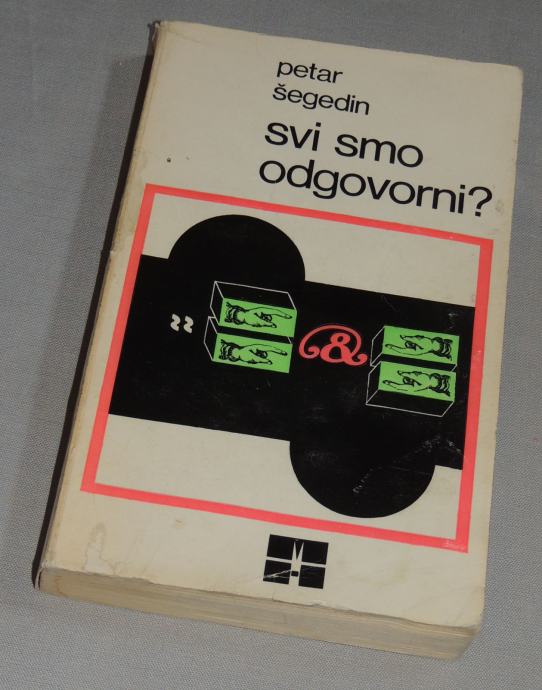 petar
šegedin
svi smo
odgovorni?
&